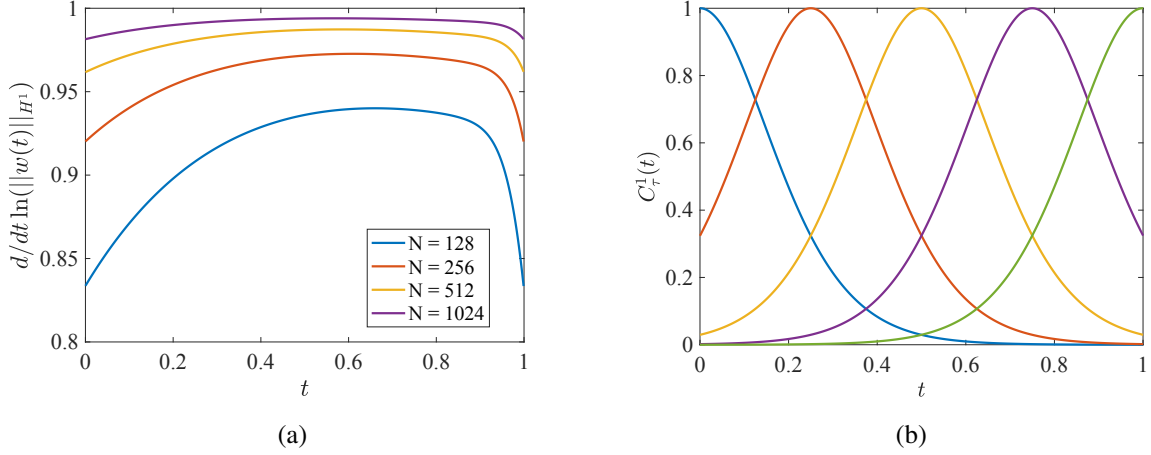 d/dt ln(||w(t)||_{H^1})
1
0.95
0.9
0.85
0.8
0 0.2 0.4 0.6 0.8 1
t
N = 128
N = 256
N = 512
N = 1024
(a)
C^1_τ(t)
1
0.8
0.6
0.4
0.2
0
0 0.2 0.4 0.6 0.8 1
t
(b)